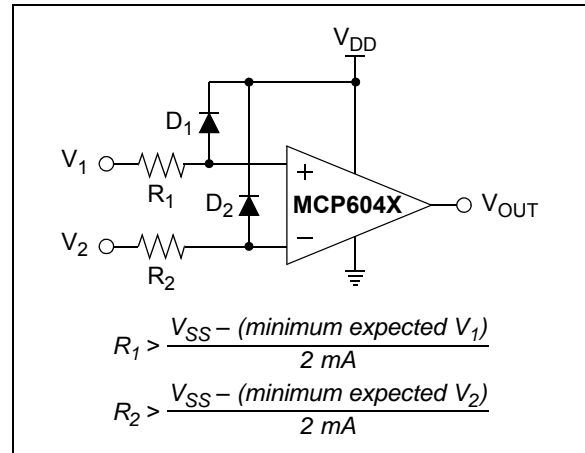 V_DD
D_1
V_1
R_1
+
MCP604X
V_OUT
D_2
V_2
–
R_2
R_1 > V_SS – (minimum expected V_1)
2 mA
R_2 > V_SS – (minimum expected V_2)
2 mA